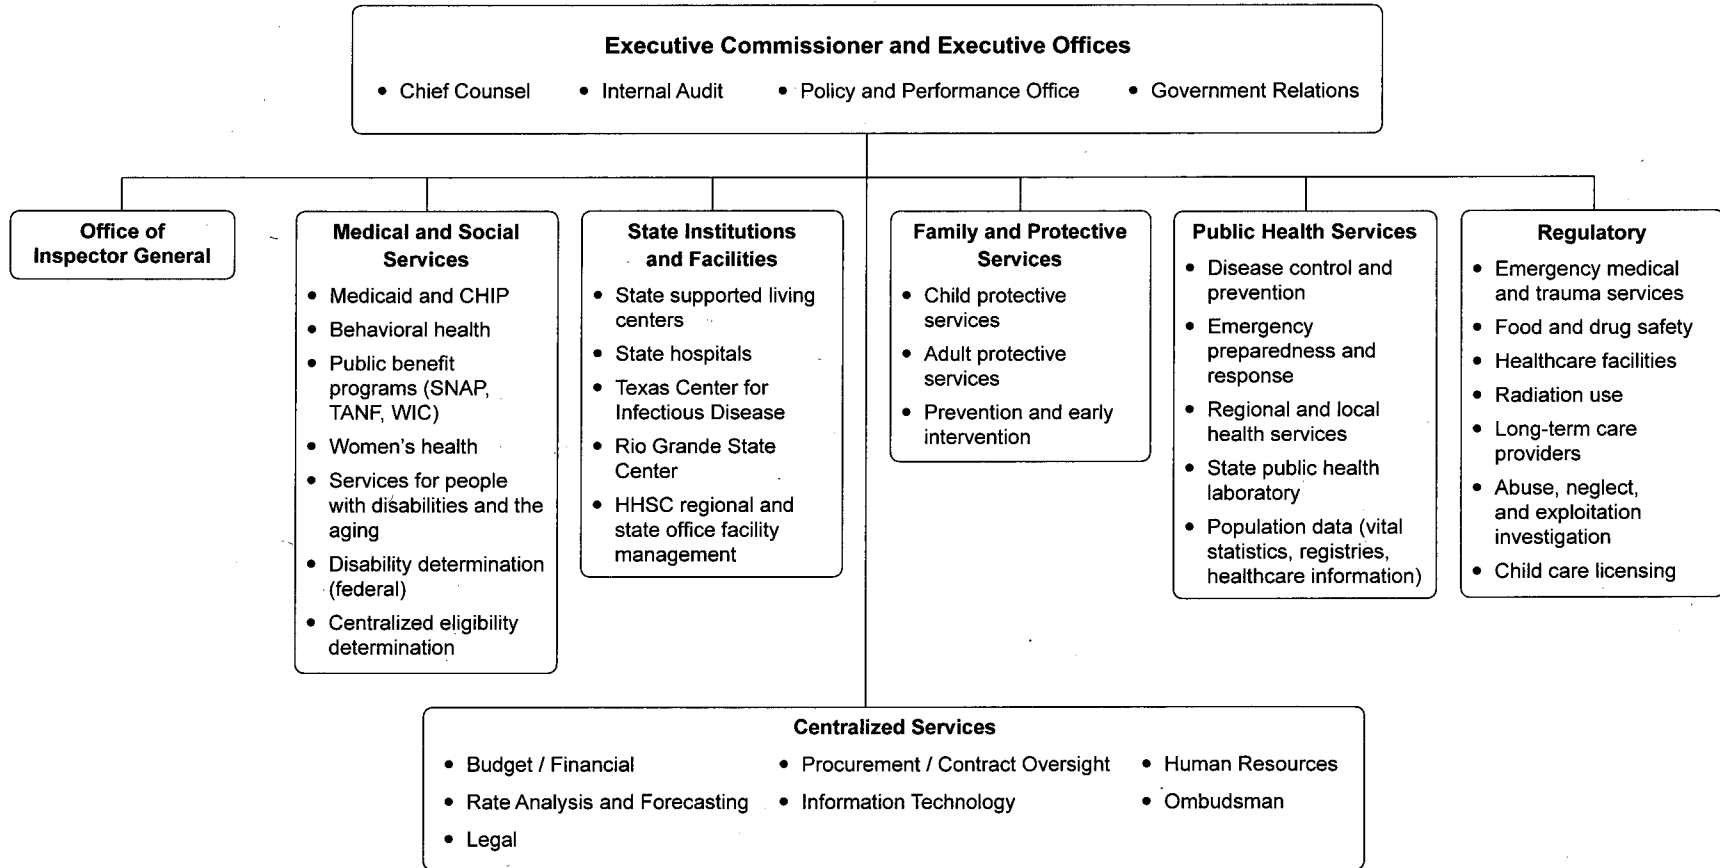 Executive Commissioner and Executive Offices
• Chief Counsel • Internal Audit • Policy and Performance Office • Government Relations
Office of
Inspector General
Medical and Social
Services
• Medicaid and CHIP
• Behavioral health
• Public benefit
programs (SNAP,
TANF, WIC)
• Women's health
• Services for people
with disabilities and the
aging
• Disability determination
(federal)
• Centralized eligibility
determination
State Institutions
and Facilities
• State supported living
centers
• State hospitals
• Texas Center for
Infectious Disease
• Rio Grande State
Center
• HHSC regional and
state office facility
management
Family and Protective
Services
• Child protective
services
• Adult protective
services
• Prevention and early
intervention
Public Health Services
• Disease control and
prevention
• Emergency
preparedness and
response
• Regional and local
health services
• State public health
laboratory
• Population data (vital
statistics, registries,
healthcare information)
Regulatory
• Emergency medical
and trauma services
• Food and drug safety
• Healthcare facilities
• Radiation use
• Long-term care
providers
• Abuse, neglect,
and exploitation
investigation
• Child care licensing
Centralized Services
• Budget / Financial • Procurement / Contract Oversight • Human Resources
• Rate Analysis and Forecasting • Information Technology • Ombudsman
• Legal